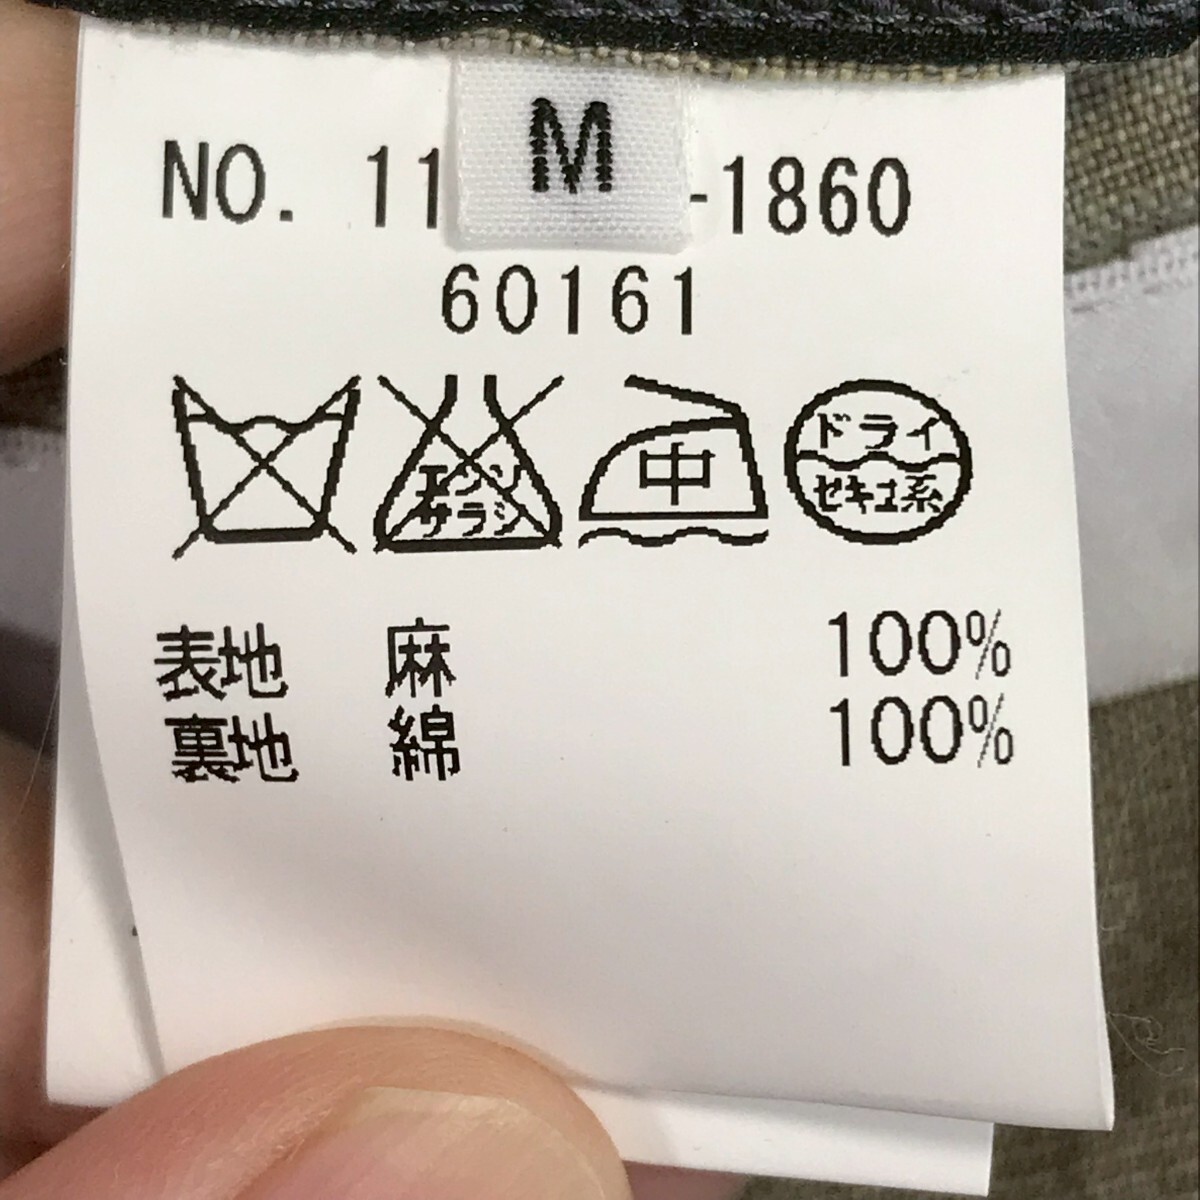 M
NO. 11 -1860
60161
エンソ
サラシ
中
ドライ
セキユ系
表地 麻 100%
裏地 綿 100%